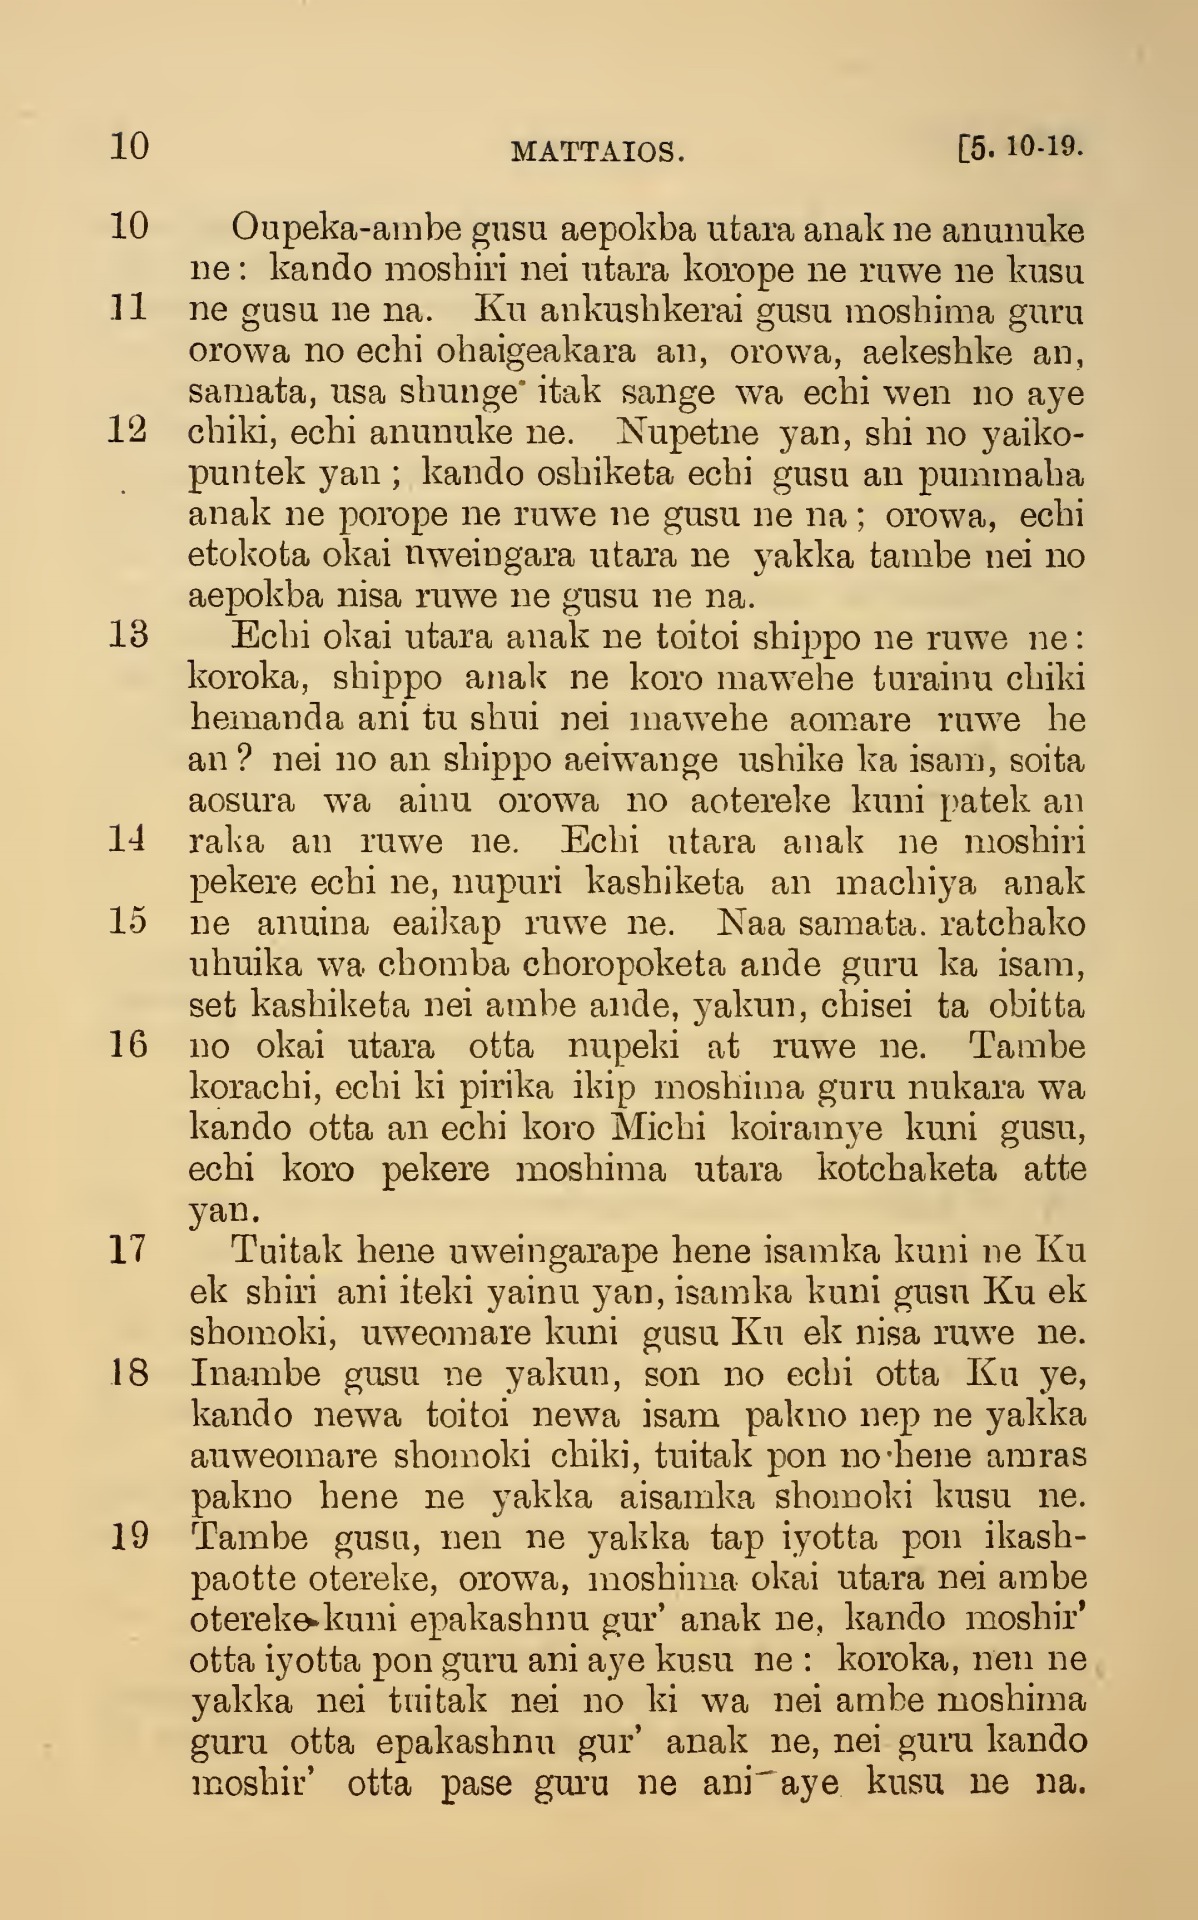 10 MATTAIOS. [5. 10-19.
10 Oupeka-ambe gusu aepokba utara anak ne anunuke
ne : kando moshiri nei utara korope ne ruwe ne kusu
11 ne gusu ne na. Ku ankushkerai gusu moshima guru
orowa no echi ohaigeakara an, orowa, aekeshke an,
samata, usa shunge itak sange wa echi wen no aye
12 chiki, echi anunuke ne. Nupetne yan, shi no yaiko-
puntek yan ; kando oshiketa echi gusu an pummaha
anak ne porope ne ruwe ne gusu ne na ; orowa, echi
etokota okai uweingara utara ne yakka tambe nei no
aepokba nisa ruwe ne gusu ne na.
13 Echi okai utara anak ne toitoi shippo ne ruwe ne :
koroka, shippo anak ne koro mawehe turainu chiki
hemanda ani tu shui nei mawehe aomare ruwe he
an ? nei no an shippo aeiwange ushike ka isam, soita
aosura wa ainu orowa no aotereke kuni patek an
14 raka an ruwe ne. Echi utara anak ne moshiri
pekere echi ne, nupuri kashiketa an machiya anak
15 ne anuina eaikap ruwe ne. Naa samata. ratchako
uhuika wa chomba choropoketa ande guru ka isam,
set kashiketa nei ambe ande, yakun, chisei ta obitta
16 no okai utara otta nupeki at ruwe ne. Tambe
korachi, echi ki pirika ikip moshima guru nukara wa
kando otta an echi koro Michi koiramye kuni gusu,
echi koro pekere moshima utara kotchaketa atte
yan.
17 Tuitak hene uweingarape hene isamka kuni ne Ku
ek shiri ani iteki yainu yan, isamka kuni gusu Ku ek
shomoki, uweomare kuni gusu Ku ek nisa ruwe ne.
18 Inambe gusu ne yakun, son no echi otta Ku ye,
kando newa toitoi newa isam pakno nep ne yakka
auweomare shomoki chiki, tuitak pon no hene amras
pakno hene ne yakka aisamka shomoki kusu ne.
19 Tambe gusu, nen ne yakka tap iyotta pon ikash-
paotte otereke, orowa, moshima okai utara nei ambe
otereke kuni epakashnu gur’ anak ne, kando moshir’
otta iyotta pon guru ani aye kusu ne : koroka, nen ne
yakka nei tuitak nei no ki wa nei ambe moshima
guru otta epakashnu gur’ anak ne, nei guru kando
moshir’ otta pase guru ne ani aye kusu ne na.